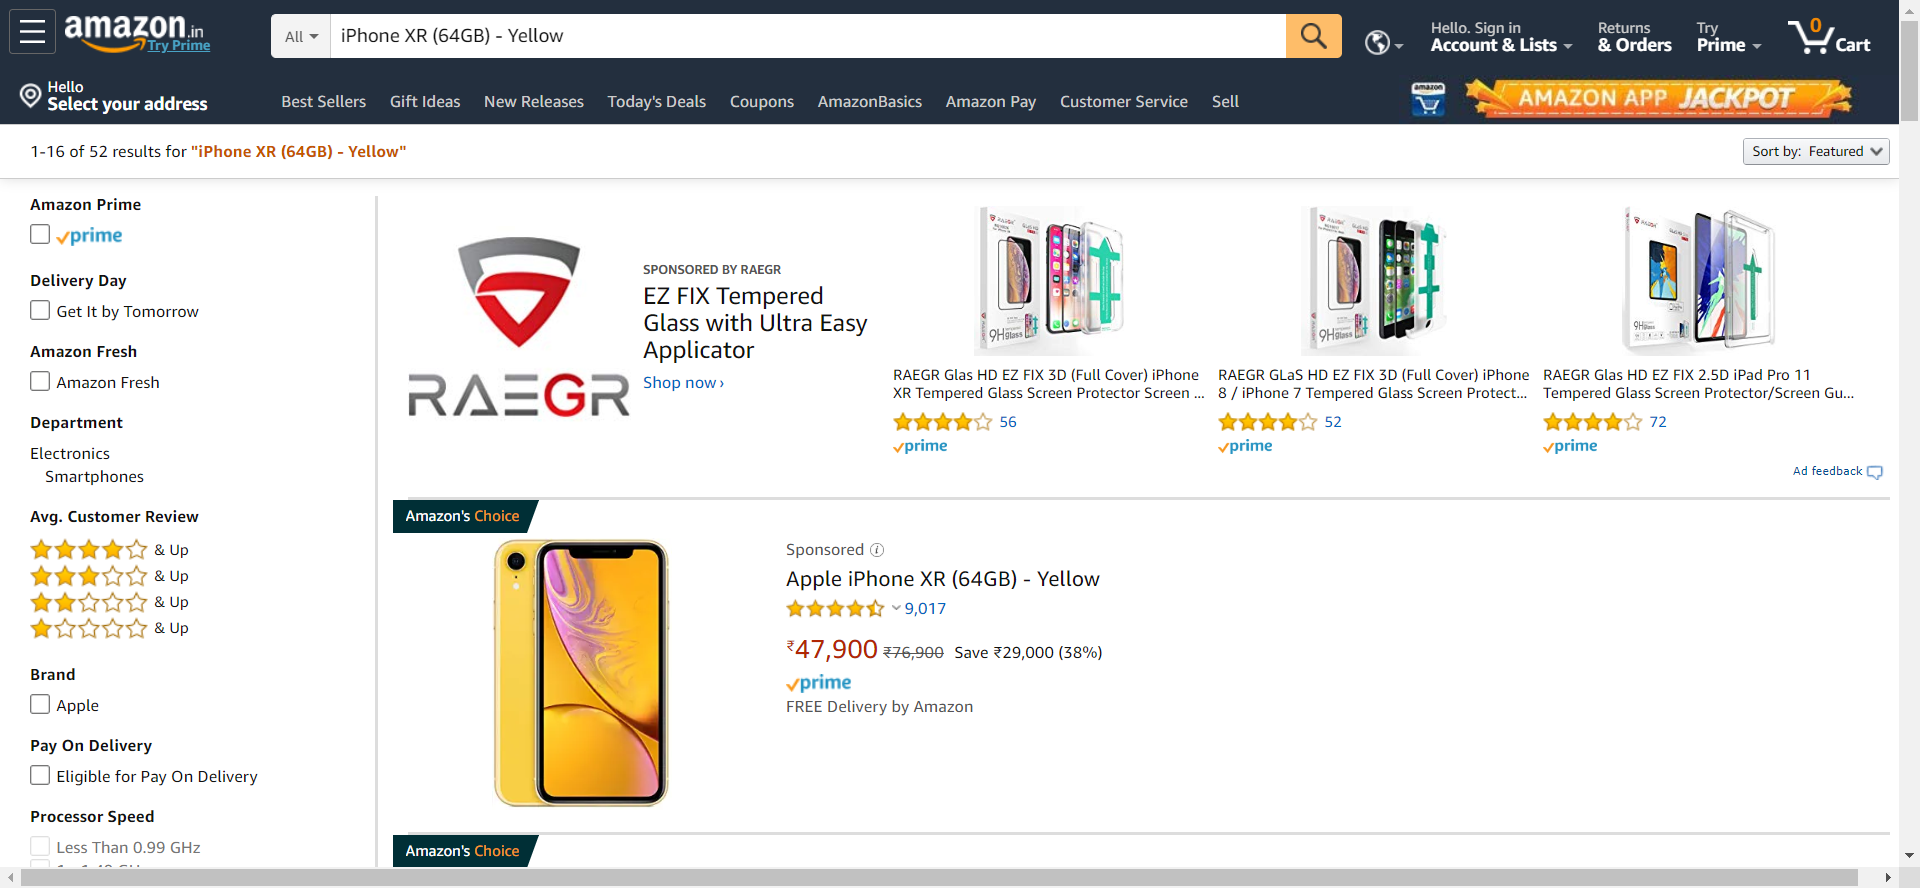 amazon.in
Try Prime
All
iPhone XR (64GB) - Yellow
Hello. Sign in
Account & Lists
Returns
& Orders
Try
Prime
0
Cart
Hello
Select your address
Best Sellers
Gift Ideas
New Releases
Today's Deals
Coupons
AmazonBasics
Amazon Pay
Customer Service
Sell
amazon
AMAZON APP JACKPOT
1-16 of 52 results for "iPhone XR (64GB) - Yellow"
Sort by: Featured
Amazon Prime
prime
Delivery Day
Get It by Tomorrow
Amazon Fresh
Amazon Fresh
Department
Electronics
Smartphones
Avg. Customer Review
& Up
& Up
& Up
& Up
Brand
Apple
Pay On Delivery
Eligible for Pay On Delivery
Processor Speed
Less Than 0.99 GHz
RAEGR
SPONSORED BY RAEGR
EZ FIX Tempered
Glass with Ultra Easy
Applicator
Shop now ›
RAEGR
9H
Glass
RAEGR Glas HD EZ FIX 3D (Full Cover) iPhone
XR Tempered Glass Screen Protector Screen ...
56
prime
RAEGR
9H
Glass
RAEGR GLaS HD EZ FIX 3D (Full Cover) iPhone
8 / iPhone 7 Tempered Glass Screen Protect...
52
prime
RAEGR
9H
Glass
RAEGR Glas HD EZ FIX 2.5D iPad Pro 11
Tempered Glass Screen Protector/Screen Gu...
72
prime
Ad feedback
Amazon's Choice
Sponsored
Apple iPhone XR (64GB) - Yellow
9,017
₹47,900 ₹76,900 Save ₹29,000 (38%)
prime
FREE Delivery by Amazon
Amazon's Choice